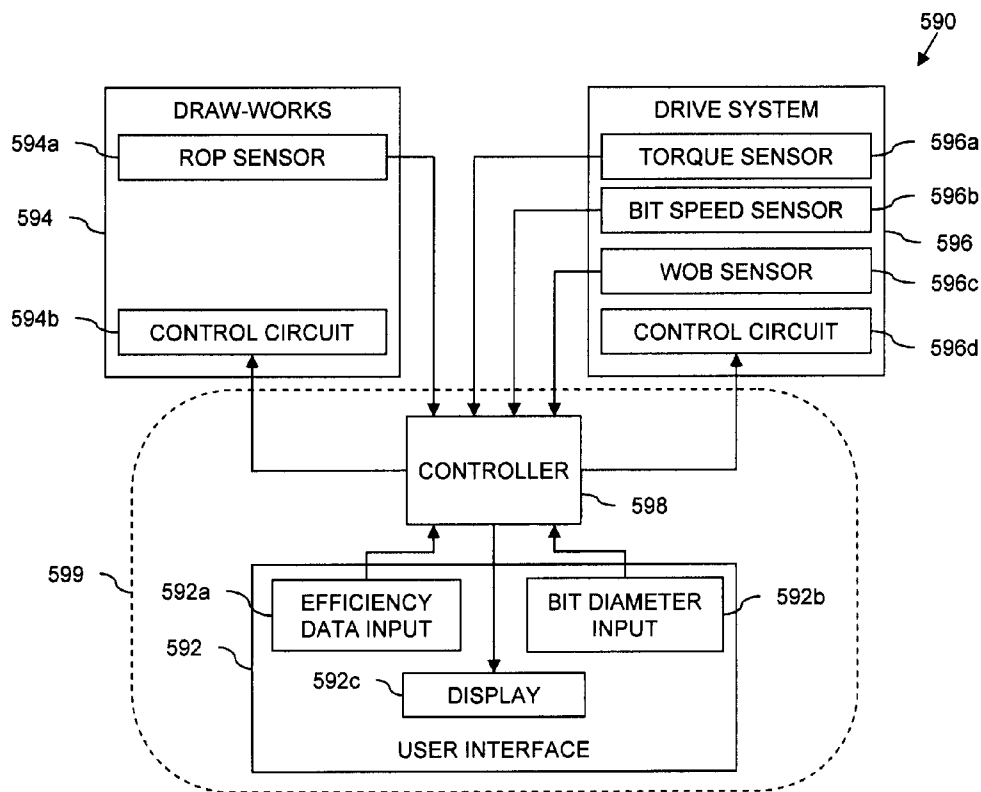 590
DRAW-WORKS
594a
ROP SENSOR
594
594b
CONTROL CIRCUIT
DRIVE SYSTEM
TORQUE SENSOR
596a
BIT SPEED SENSOR
596b
596
WOB SENSOR
596c
CONTROL CIRCUIT
596d
CONTROLLER
598
599
592a
EFFICIENCY
DATA INPUT
BIT DIAMETER
INPUT
592b
592
592c
DISPLAY
USER INTERFACE